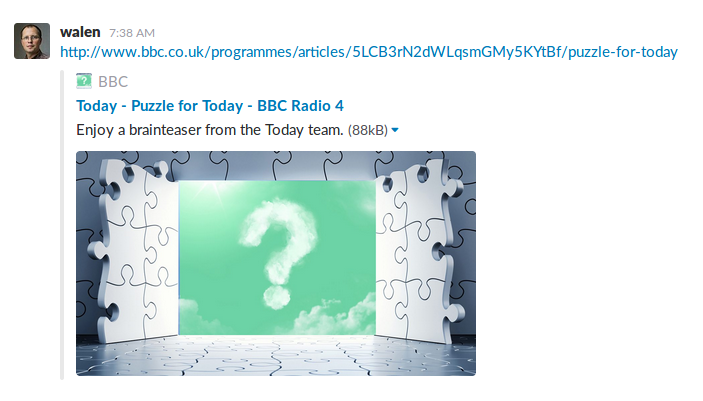 walen 7:38 AM
http://www.bbc.co.uk/programmes/articles/5LCB3rN2dWLqsmGMy5KYtBf/puzzle-for-today
BBC
Today - Puzzle for Today - BBC Radio 4
Enjoy a brainteaser from the Today team. (88kB)
?